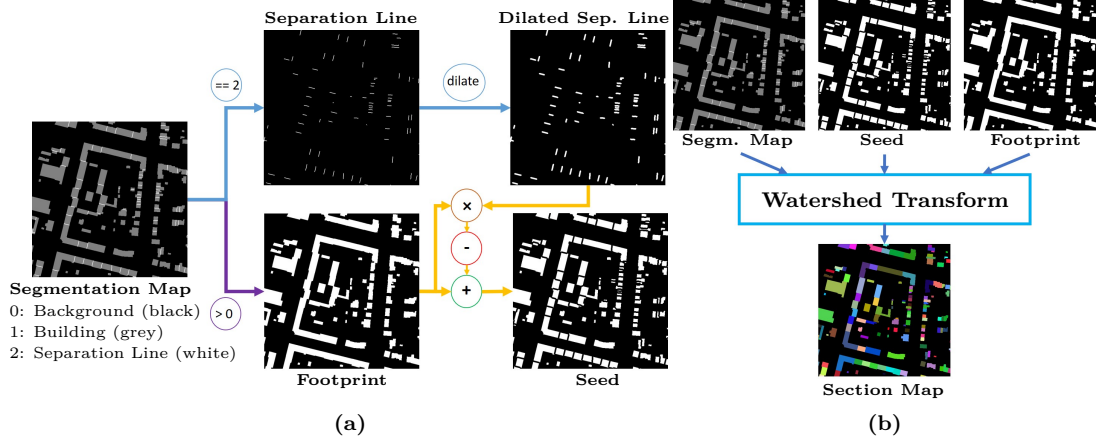 Separation Line
Dilated Sep. Line
== 2
dilate
×
-
+
> 0
Segmentation Map
0: Background (black)
1: Building (grey)
2: Separation Line (white)
Footprint
Seed
(a)
Segm. Map
Seed
Footprint
Watershed Transform
Section Map
(b)